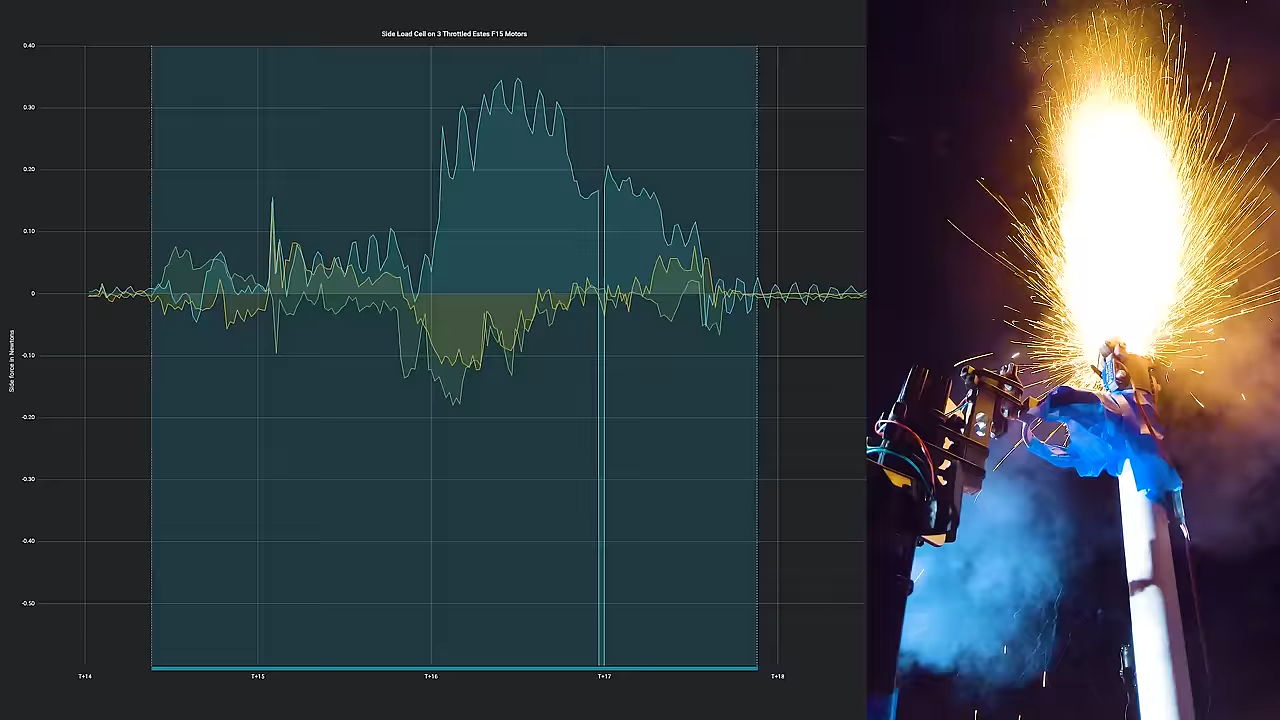 Side Load Cell on 3 Throttled Estes F15 Motors
0.40
0.30
0.20
0.10
0
-0.10
-0.20
-0.30
-0.40
-0.50
Side force in Newtons
T+14
T+15
T+16
T+17
T+18